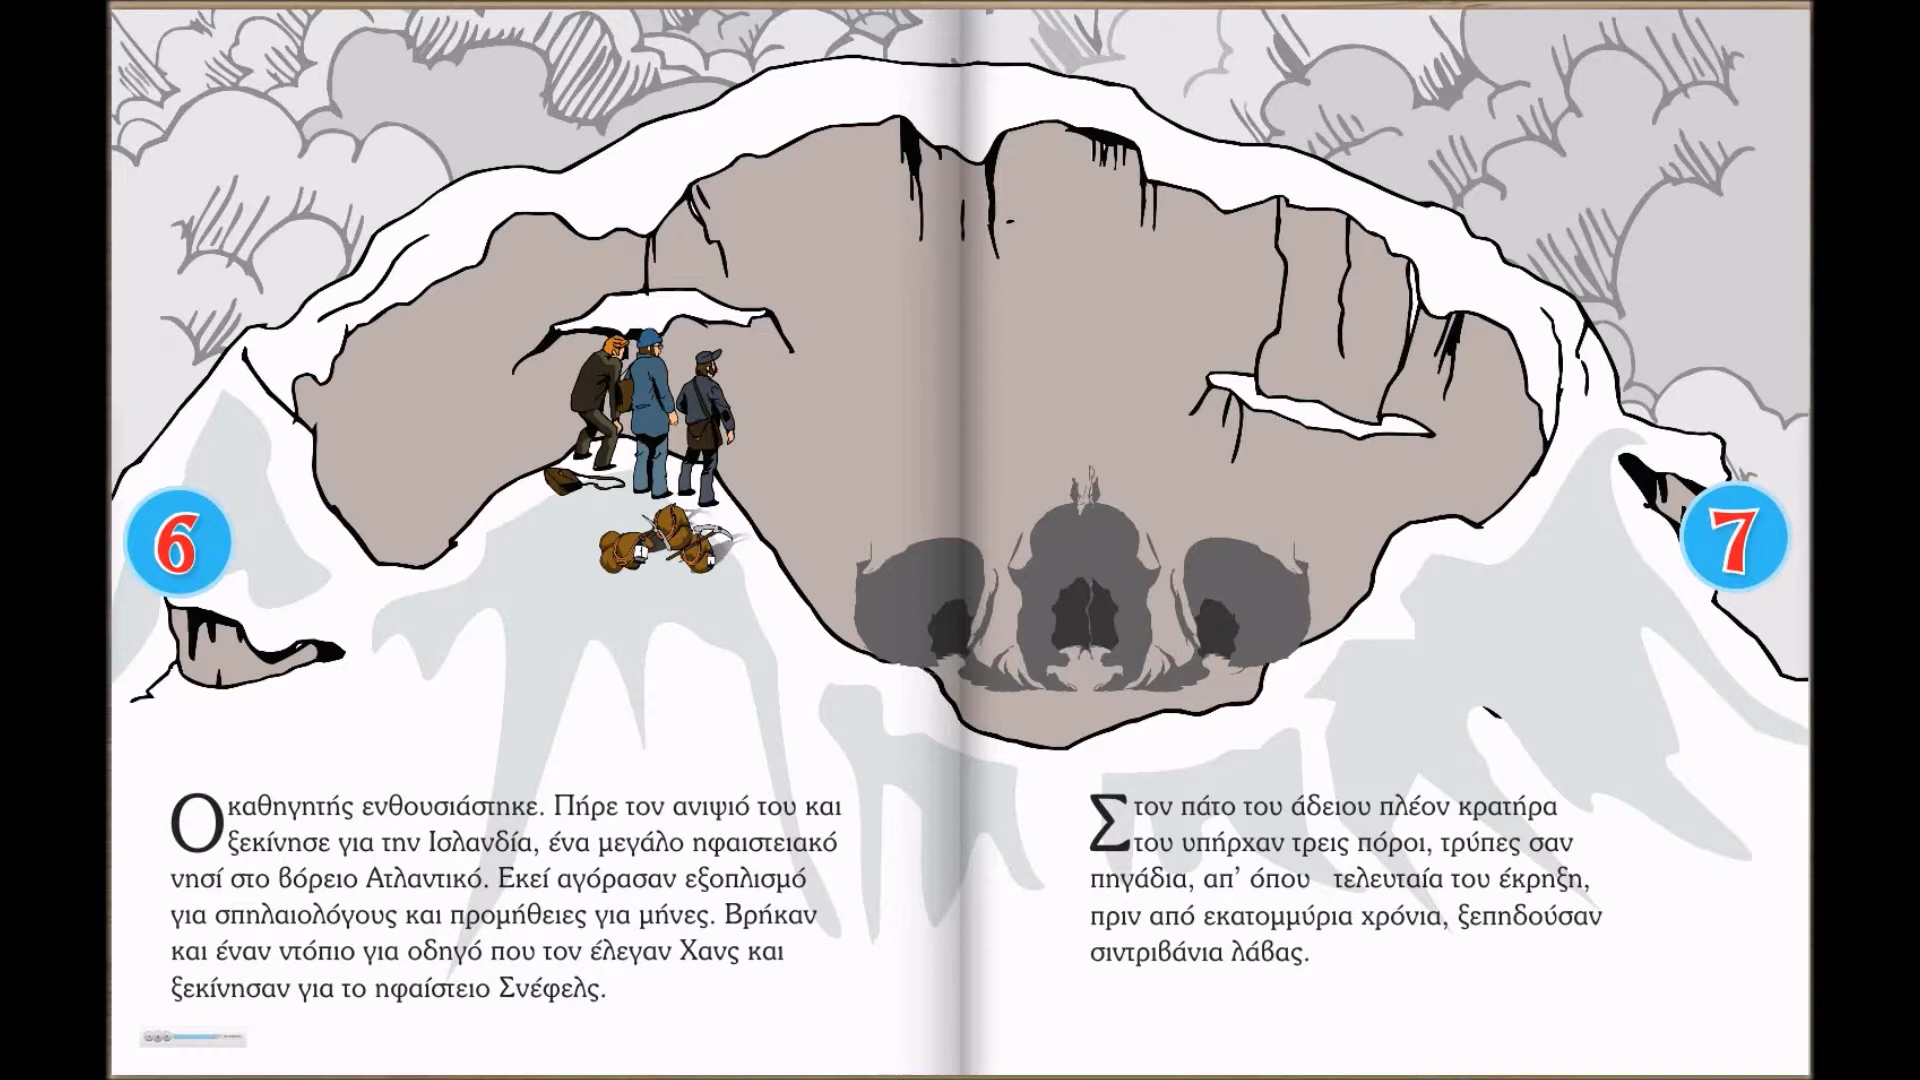 6
7
Ο καθηγητής ενθουσιάστηκε. Πήρε τον ανιψιό του και
ξεκίνησε για την Ισλανδία, ένα μεγάλο ηφαιστειακό
νησί στο βόρειο Ατλαντικό. Εκεί αγόρασαν εξοπλισμό
για σπηλαιολόγους και προμήθειες για μήνες. Βρήκαν
και έναν ντόπιο για οδηγό που τον έλεγαν Χανς και
ξεκίνησαν για το ηφαίστειο Σνέφελς.
Στον πάτο του άδειου πλέον κρατήρα
του υπήρχαν τρεις πόροι, τρύπες σαν
πηγάδια, απ’ όπου τελευταία του έκρηξη,
πριν από εκατομμύρια χρόνια, ξεπηδούσαν
σιντριβάνια λάβας.